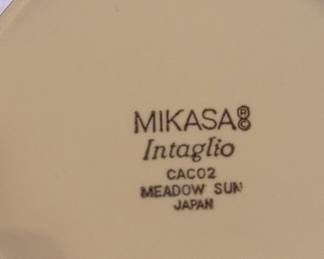 MIKASA®
Intaglio
CAC02
MEADOW SUN
JAPAN